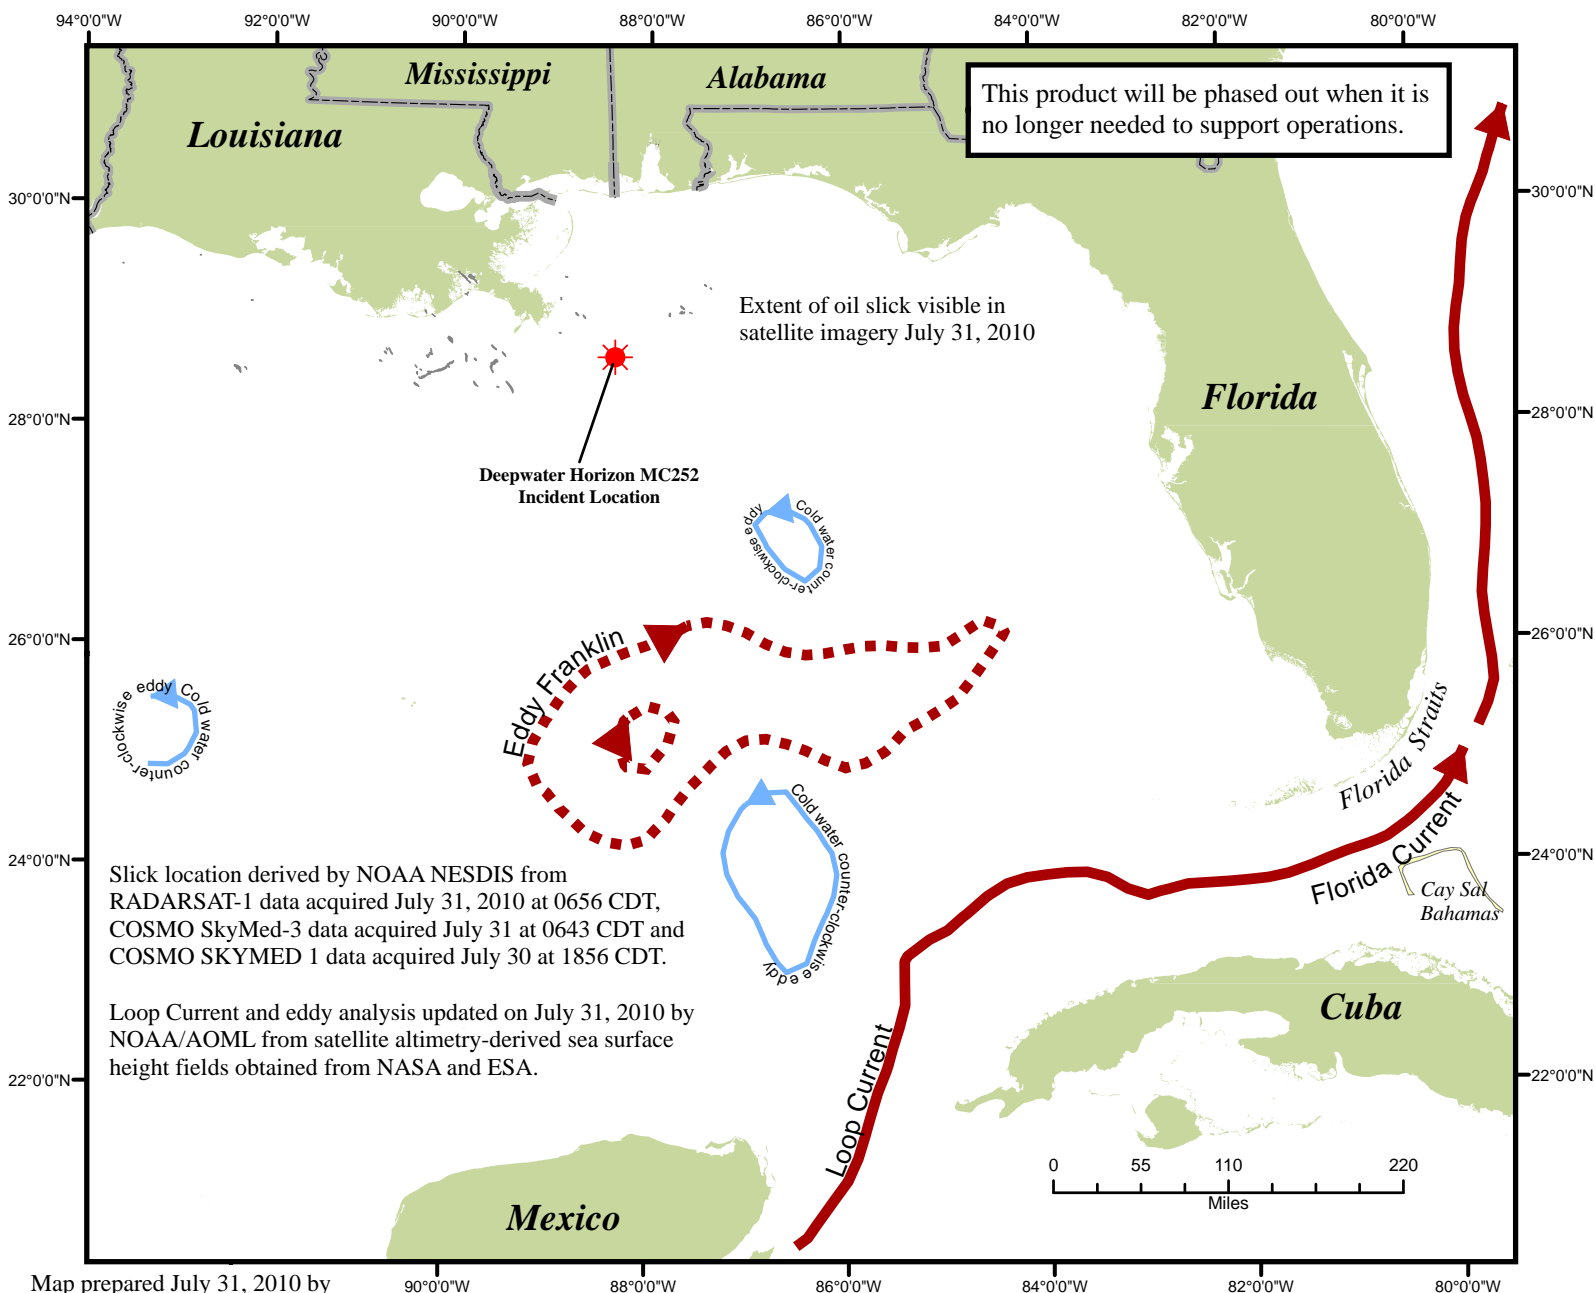 94°0'0"W
92°0'0"W
90°0'0"W
88°0'0"W
86°0'0"W
84°0'0"W
82°0'0"W
80°0'0"W
Mississippi
Alabama
Louisiana
This product will be phased out when it is
no longer needed to support operations.
30°0'0"N
30°0'0"N
Extent of oil slick visible in
satellite imagery July 31, 2010
Florida
28°0'0"N
28°0'0"N
Deepwater Horizon MC252
Incident Location
Cold water counter-clockwise eddy
26°0'0"N
26°0'0"N
Eddy Franklin
Cold water counter-clockwise eddy
Florida Straits
Cold water counter-clockwise eddy
Florida Current
24°0'0"N
24°0'0"N
Cay Sal
Bahamas
Slick location derived by NOAA NESDIS from
RADARSAT-1 data acquired July 31, 2010 at 0656 CDT,
COSMO SkyMed-3 data acquired July 31 at 0643 CDT and
COSMO SKYMED 1 data acquired July 30 at 1856 CDT.
Loop Current and eddy analysis updated on July 31, 2010 by
NOAA/AOML from satellite altimetry-derived sea surface
height fields obtained from NASA and ESA.
Cuba
22°0'0"N
22°0'0"N
Loop Current
0
55
110
220
Miles
Mexico
Map prepared July 31, 2010 by
90°0'0"W
88°0'0"W
86°0'0"W
84°0'0"W
82°0'0"W
80°0'0"W